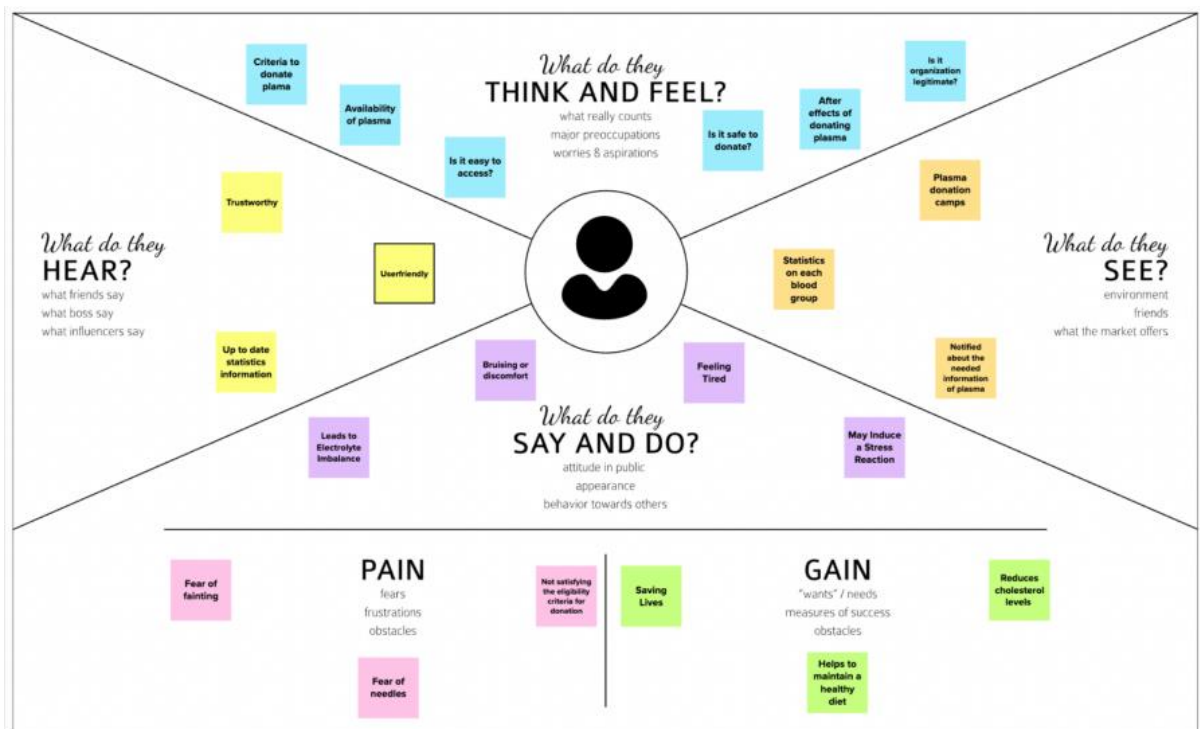 What do they
THINK AND FEEL?
what really counts
major preoccupations
worries & aspirations
Criteria to
donate
plama
Availability
of plasma
Is it easy to
access?
Is it safe to
donate?
After
effects of
donating
plasma
Is it
organization
legitimate?
What do they
HEAR?
what friends say
what boss say
what influencers say
Trustworthy
Userfriendly
Up to date
statistics
information
What do they
SEE?
environment
friends
what the market offers
Plasma
donation
camps
Statistics
on each
blood
group
Notified
about the
needed
information
of plasma
What do they
SAY AND DO?
attitude in public
appearance
behavior towards others
Bruising or
discomfort
Feeling
Tired
Leads to
Electrolyte
Imbalance
May Induce
a Stress
Reaction
PAIN
fears
frustrations
obstacles
Fear of
fainting
Not satisfying
the eligibility
criteria for
donation
Fear of
needles
GAIN
"wants" / needs
measures of success
obstacles
Saving
Lives
Reduces
cholesterol
levels
Helps to
maintain a
healthy
diet